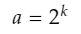 a = 2^k